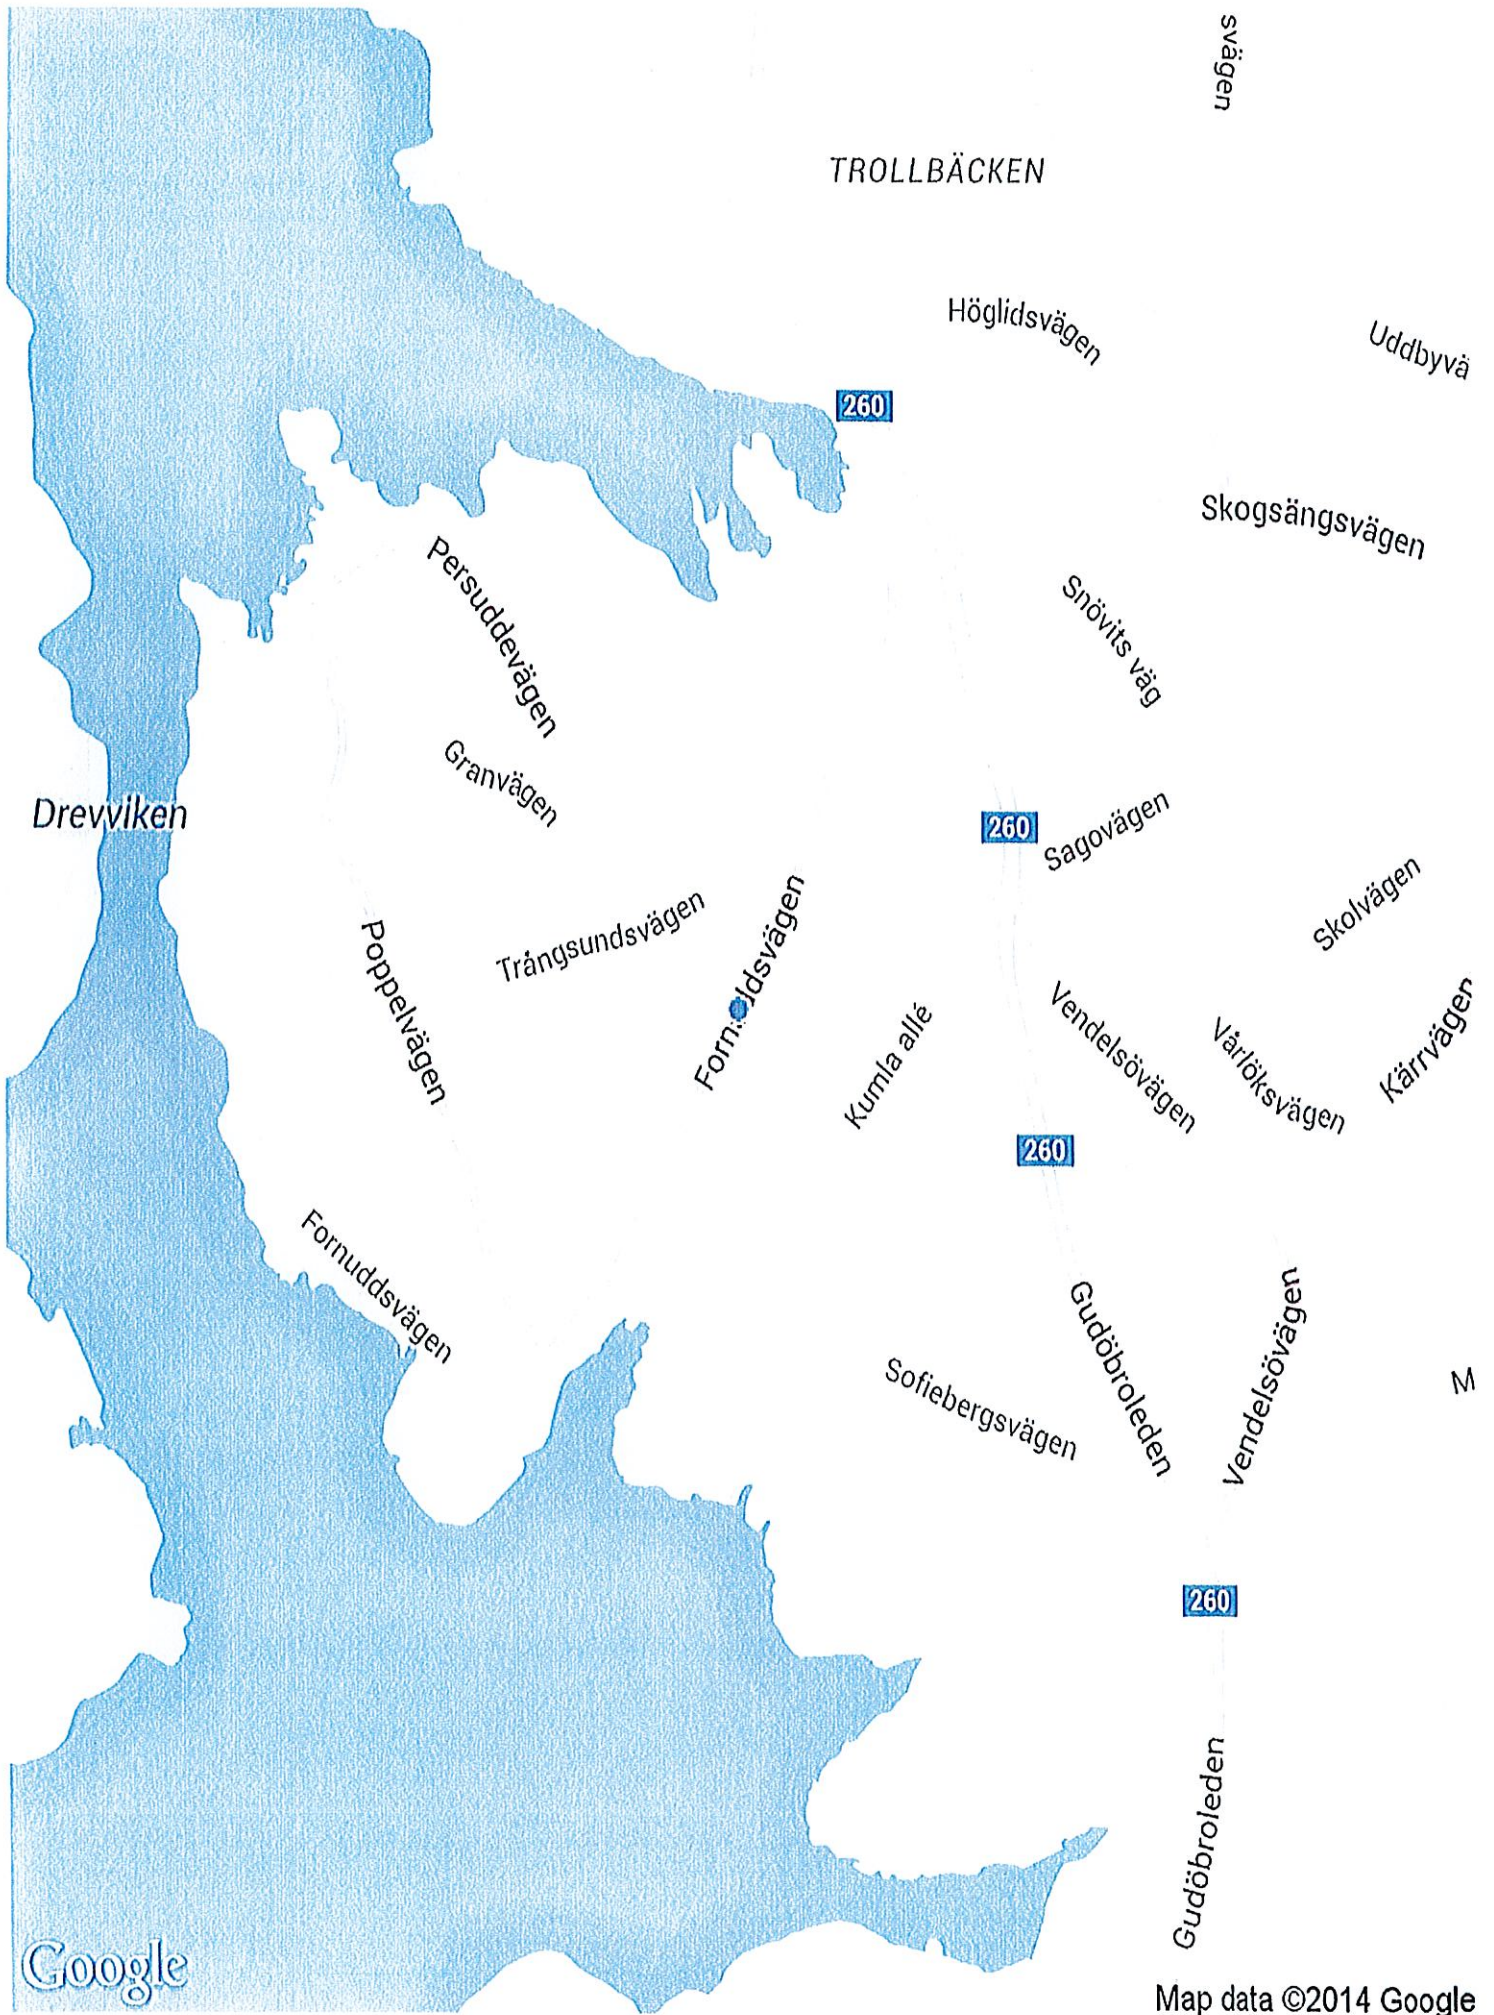 svägen
TROLLBÄCKEN
Höglidsvägen
Uddbyvä
260
Skogsängsvägen
Persuddevägen
Snövits väg
Granvägen
Drevviken
260
Sagovägen
Skolvägen
Trångsundsvägen
Fornuddsvägen
Poppelvägen
Kumla allé
Vendelsövägen
Vårlöksvägen
Kärrvägen
260
Fornuddsvägen
Gudöbroleden
Vendelsövägen
Sofiebergsvägen
M
260
Gudöbroleden
Google
Map data ©2014 Google